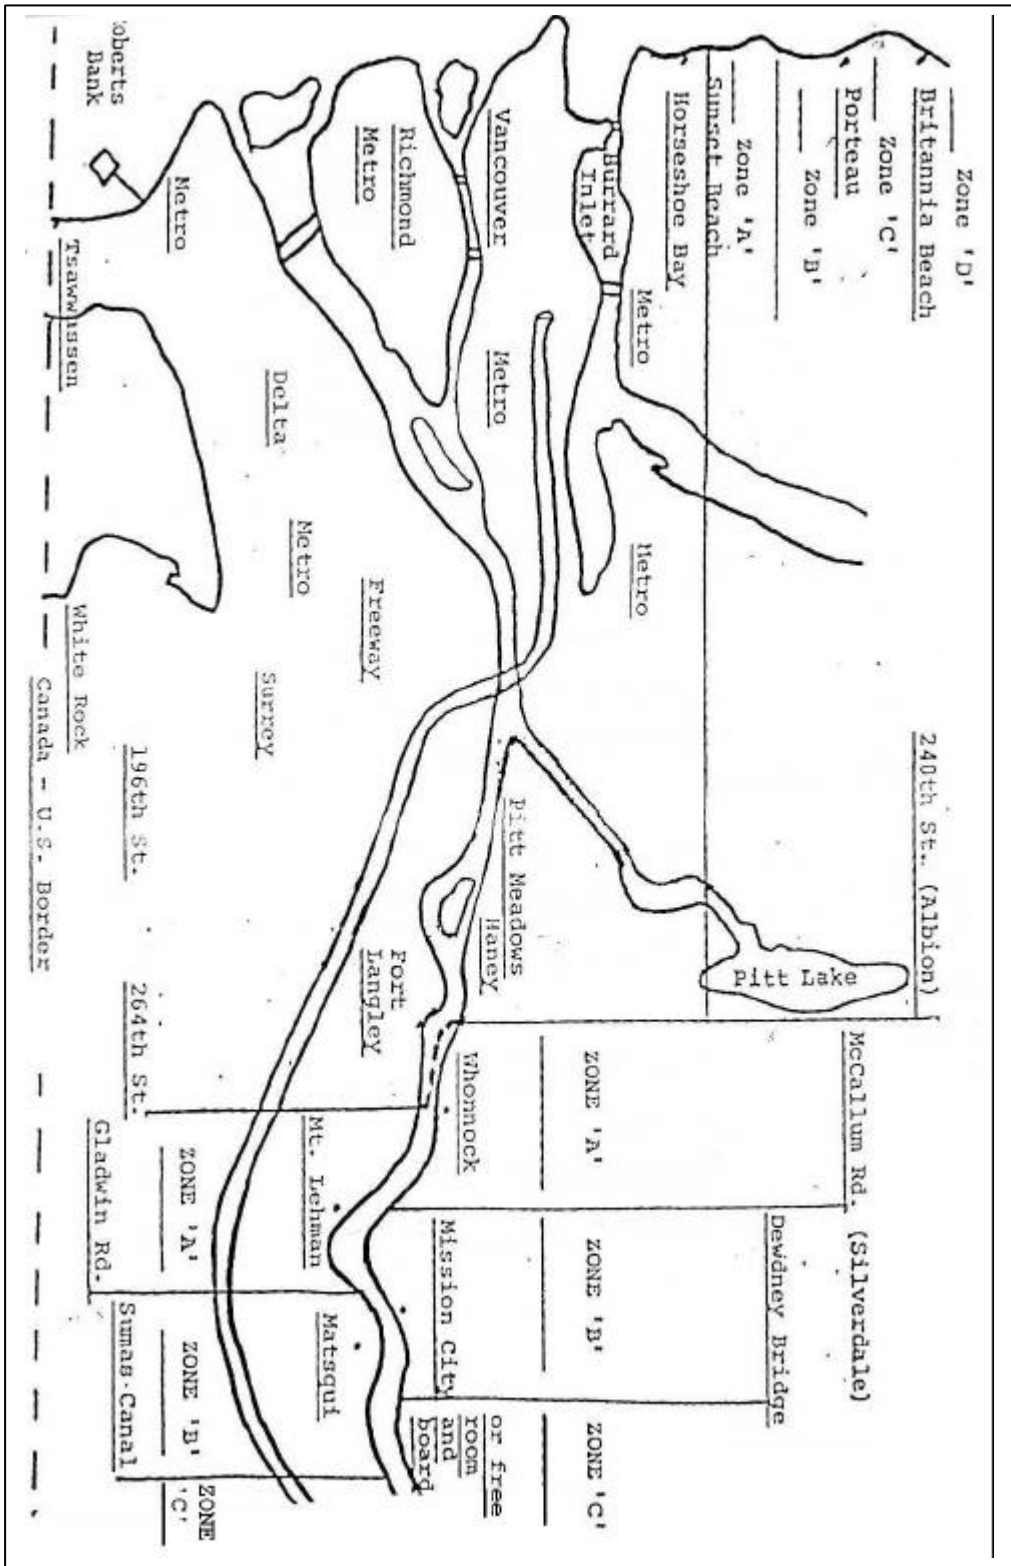 Zone 'D'
Britannia Beach
Zone 'C'
Porteau
Zone 'B'
Zone 'A'
Sunset Beach
Horseshoe Bay
Burrard
Inlet
Metro
Metro
Vancouver
Metro
Richmond
Metro
Delta
Metro
Freeway
Surrey
Metro
oberts
Bank
Tsawwassen
White Rock
Canada - U.S. Border
240th St. (Albion)
Pitt Lake
Pitt Meadows
Haney
Fort
Langley
196th St.
264th St.
McCallum Rd. (Silverdale)
ZONE 'A'
Whonnock
Dewdney Bridge
ZONE 'B'
Mission City
ZONE 'C'
or free
room
and
board
Mt. Lehman
ZONE 'A'
Gladwin Rd.
Matsqui
ZONE 'B'
Sumas Canal
ZONE
'C'